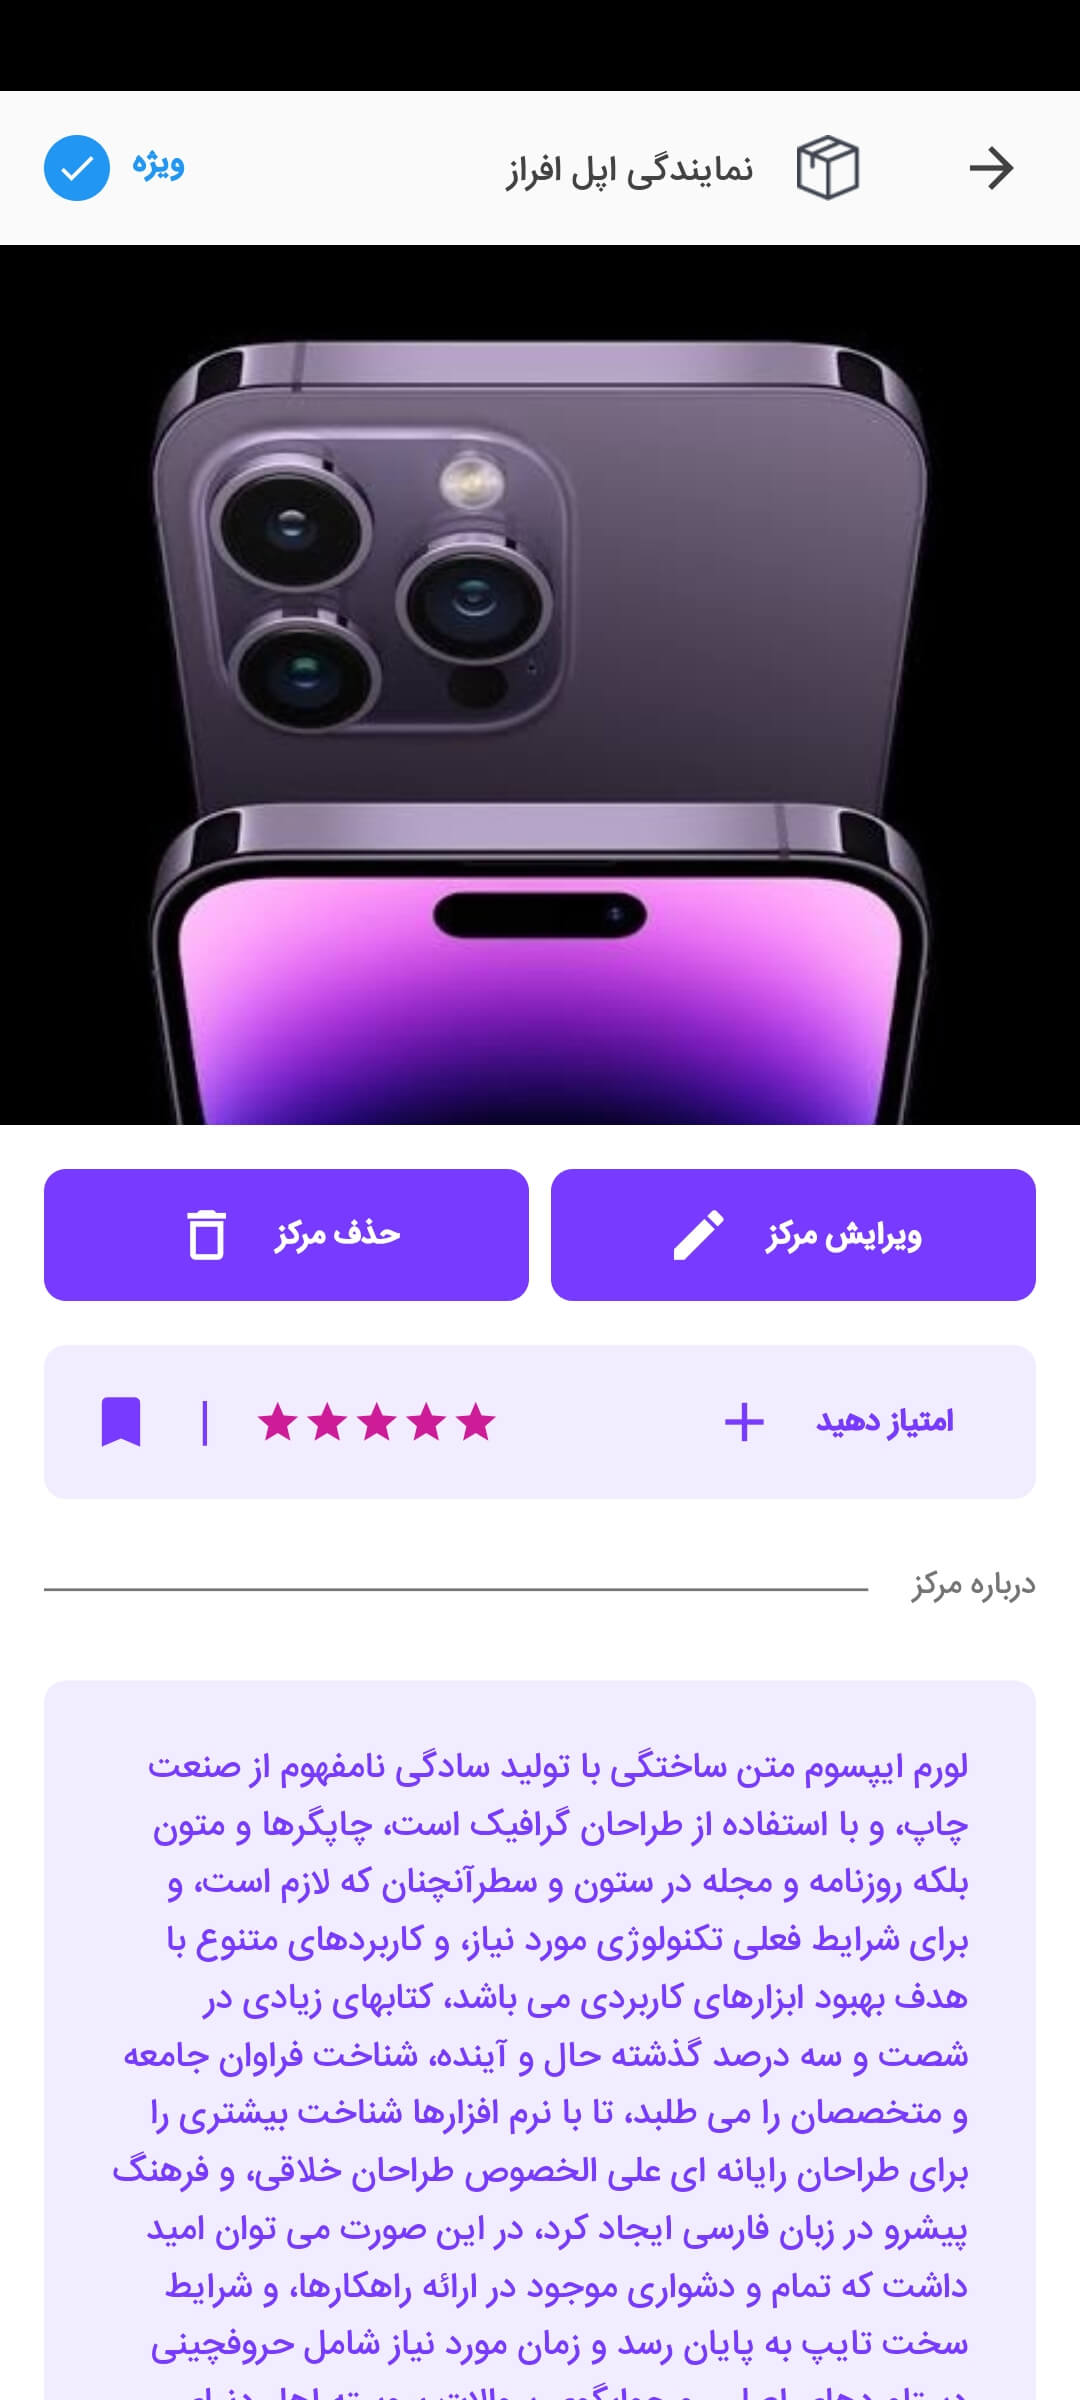 نمایندگی اپل افراز
ویژه
ویرایش مرکز
حذف مرکز
امتیاز دهید
درباره مرکز
لورم ایپسوم متن ساختگی با تولید سادگی نامفهوم از صنعت
چاپ، و با استفاده از طراحان گرافیک است، چاپگرها و متون
بلکه روزنامه و مجله در ستون و سطرآنچنان که لازم است، و
برای شرایط فعلی تکنولوژی مورد نیاز، و کاربردهای متنوع با
هدف بهبود ابزارهای کاربردی می باشد، کتابهای زیادی در
شصت و سه درصد گذشته حال و آینده، شناخت فراوان جامعه
و متخصصان را می طلبد، تا با نرم افزارها شناخت بیشتری را
برای طراحان رایانه ای علی الخصوص طراحان خلاقی، و فرهنگ
پیشرو در زبان فارسی ایجاد کرد، در این صورت می توان امید
داشت که تمام و دشواری موجود در ارائه راهکارها، و شرایط
سخت تایپ به پایان رسد و زمان مورد نیاز شامل حروفچینی